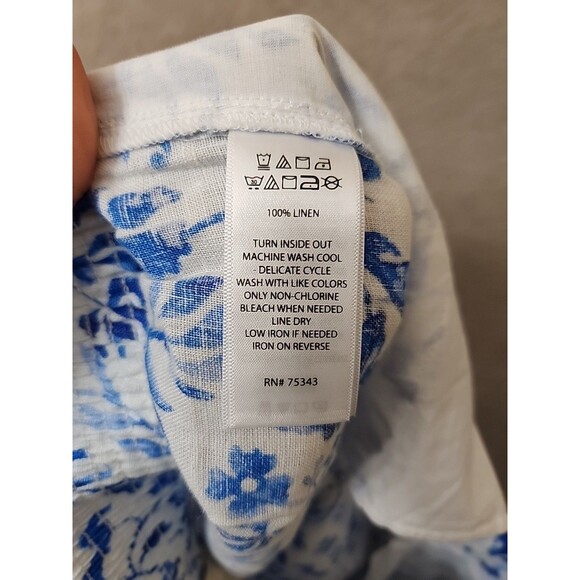 100% LINEN
TURN INSIDE OUT
MACHINE WASH COOL
- DELICATE CYCLE
WASH WITH LIKE COLORS
ONLY NON-CHLORINE
BLEACH WHEN NEEDED
LINE DRY
LOW IRON IF NEEDED
IRON ON REVERSE
RN# 75343